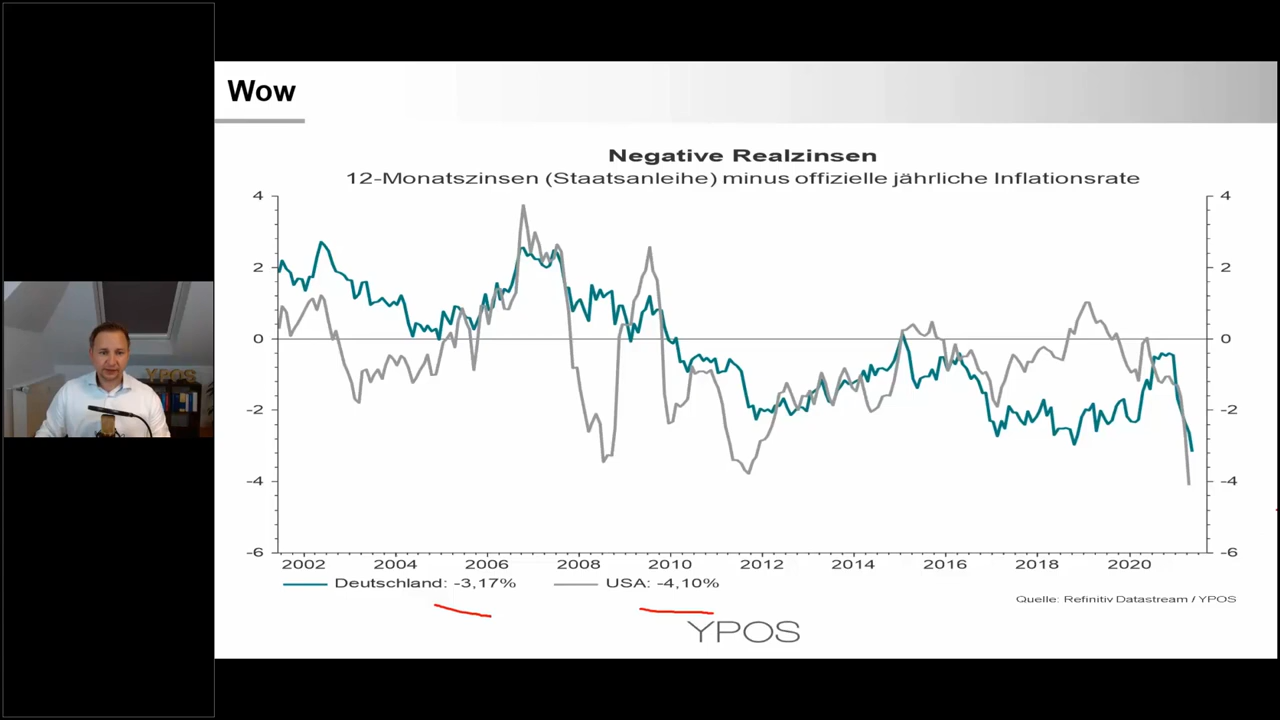 Wow
Negative Realzinsen
12-Monatszinsen (Staatsanleihe) minus offizielle jährliche Inflationsrate
4 4
2 2
0 0
-2 -2
-4 -4
-6 -6
2002 2004 2006 2008 2010 2012 2014 2016 2018 2020
Deutschland: -3,17% USA: -4,10%
Quelle: Refinitiv Datastream / YPOS
YPOS
YPOS